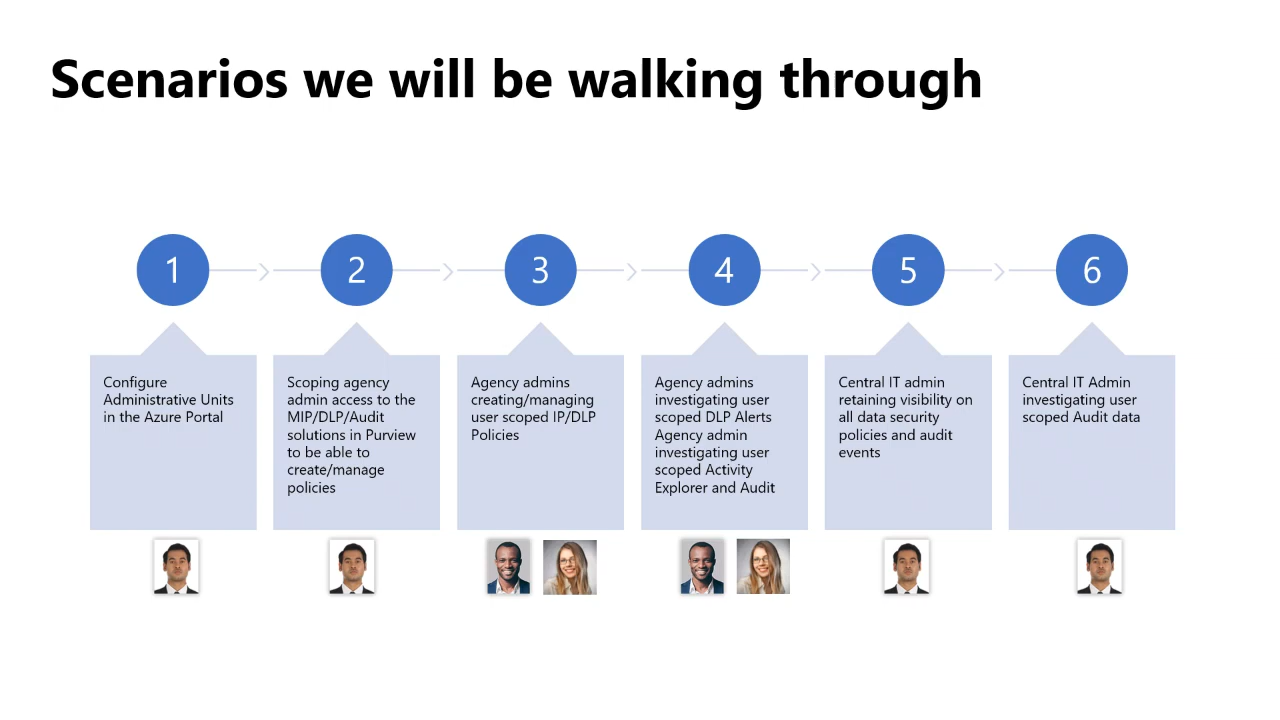 Scenarios we will be walking through
1
2
3
4
5
6
Configure
Administrative Units
in the Azure Portal
Scoping agency
admin access to the
MIP/DLP/Audit
solutions in Purview
to be able to
create/manage
policies
Agency admins
creating/managing
user scoped IP/DLP
Policies
Agency admins
investigating user
scoped DLP Alerts
Agency admin
investigating user
scoped Activity
Explorer and Audit
Central IT admin
retaining visibility on
all data security
policies and audit
events
Central IT Admin
investigating user
scoped Audit data